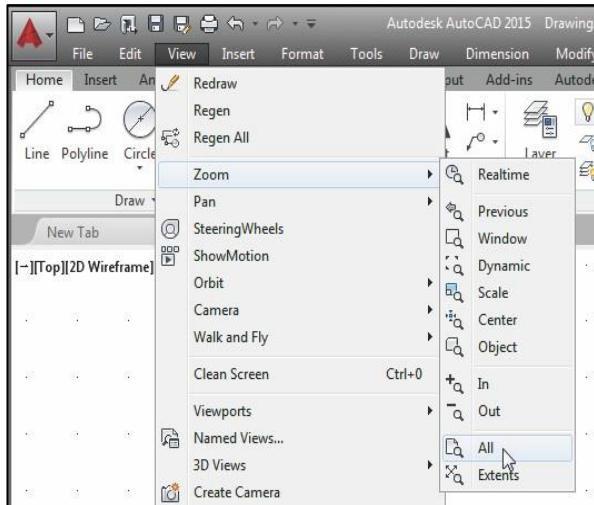 Autodesk AutoCAD 2015 Drawing
File Edit View Insert Format Tools Draw Dimension Modify
Home Insert An put Add-ins Autode
Line Polyline Circle
Layer
Draw
New Tab
[−][Top][2D Wireframe]
Redraw
Regen
Regen All
Zoom
Pan
SteeringWheels
ShowMotion
Orbit
Camera
Walk and Fly
Clean Screen Ctrl+0
Viewports
Named Views...
3D Views
Create Camera
Realtime
Previous
Window
Dynamic
Scale
Center
Object
In
Out
All
Extents